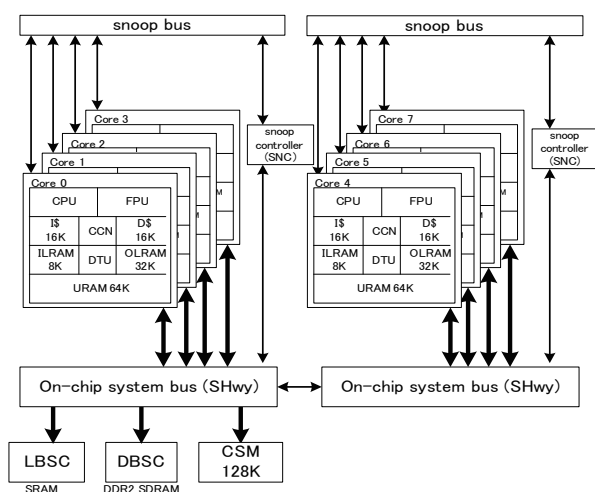 snoop bus
snoop bus
Core 3
Core 2
Core 1
Core 0
CPU
FPU
I$
16K
CCN
D$
16K
ILRAM
8K
DTU
OLRAM
32K
URAM 64K
snoop
controller
(SNC)
Core 7
Core 6
Core 5
Core 4
CPU
FPU
I$
16K
CCN
D$
16K
ILRAM
8K
DTU
OLRAM
32K
URAM 64K
snoop
controller
(SNC)
On-chip system bus (SHwy)
On-chip system bus (SHwy)
LBSC
DBSC
CSM
128K
SRAM
DDR2 SDRAM